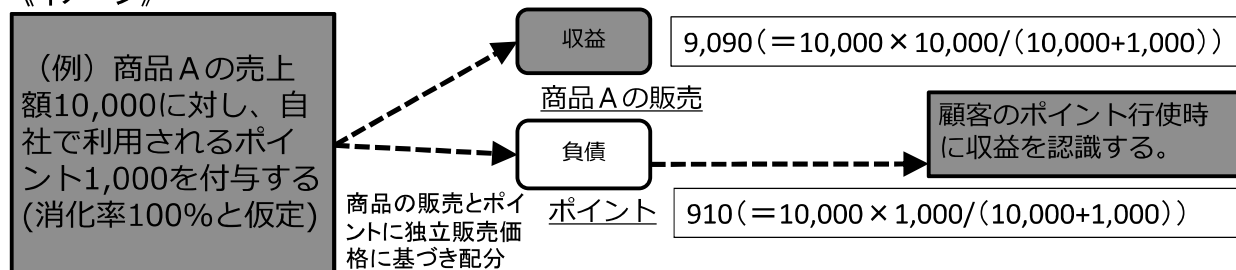 《イメージ》
(例)商品Aの売上
額10,000に対し、自
社で利用されるポイ
ント1,000を付与する
(消化率100%と仮定)
収益
9,090(=10,000×10,000/(10,000+1,000))
商品Aの販売
負債
顧客のポイント行使時
に収益を認識する。
商品の販売とポイ
ントに独立販売価
格に基づき配分
ポイント
910(=10,000×1,000/(10,000+1,000))